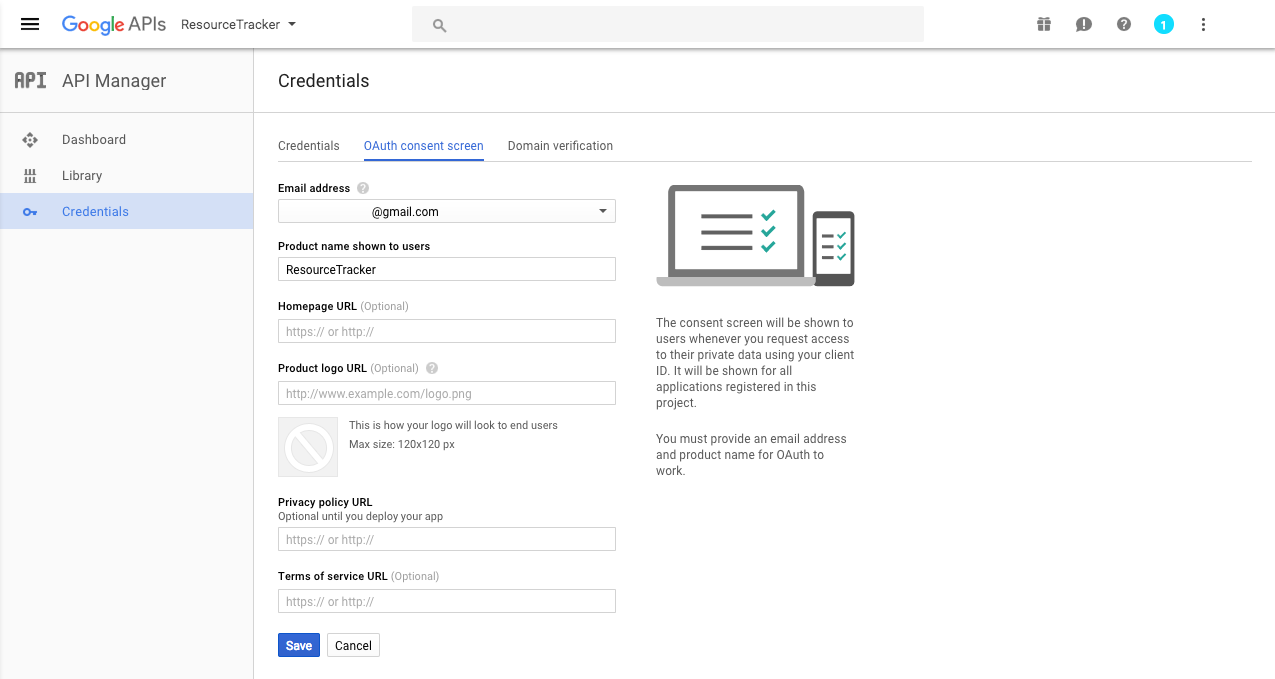 Google APIs ResourceTracker
1
API API Manager
Credentials
Dashboard
Library
Credentials
Credentials OAuth consent screen Domain verification
Email address ?
@gmail.com
Product name shown to users
ResourceTracker
Homepage URL (Optional)
https:// or http://
Product logo URL (Optional) ?
http://www.example.com/logo.png
This is how your logo will look to end users
Max size: 120x120 px
Privacy policy URL
Optional until you deploy your app
https:// or http://
Terms of service URL (Optional)
https:// or http://
Save Cancel
The consent screen will be shown to
users whenever you request access
to their private data using your client
ID. It will be shown for all
applications registered in this
project.
You must provide an email address
and product name for OAuth to
work.